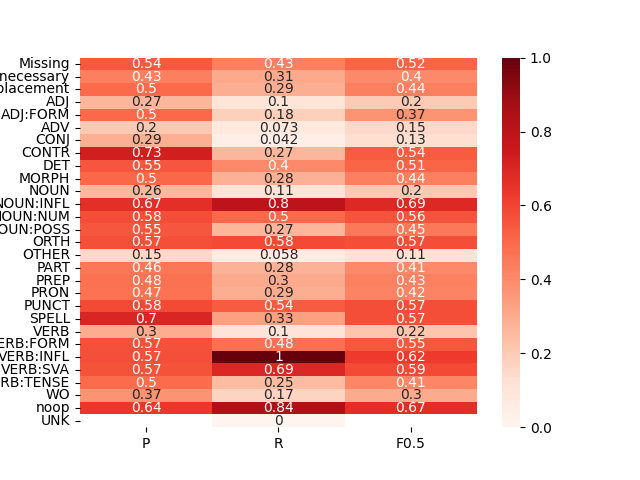 Missing 0.54 0.43 0.52 1.0
necessary 0.43 0.31 0.4
placement 0.5 0.29 0.44
ADJ 0.27 0.1 0.2
ADJ:FORM 0.5 0.18 0.37
ADV 0.2 0.073 0.15
CONJ 0.29 0.042 0.13 0.8
CONTR 0.73 0.27 0.54
DET 0.55 0.4 0.51
MORPH 0.5 0.28 0.44
NOUN 0.26 0.11 0.2
NOUN:INFL 0.67 0.8 0.69 0.6
NOUN:NUM 0.58 0.5 0.56
OUN:POSS 0.55 0.27 0.45
ORTH 0.57 0.58 0.57
OTHER 0.15 0.058 0.11
PART 0.46 0.28 0.41
PREP 0.48 0.3 0.43 0.4
PRON 0.47 0.29 0.42
PUNCT 0.58 0.54 0.57
SPELL 0.7 0.33 0.57
VERB 0.3 0.1 0.22
ERB:FORM 0.57 0.48 0.55
VERB:INFL 0.57 1 0.62 0.2
VERB:SVA 0.57 0.69 0.59
RB:TENSE 0.5 0.25 0.41
WO 0.37 0.17 0.3
noop 0.64 0.84 0.67
UNK 0 0.0
P R F0.5